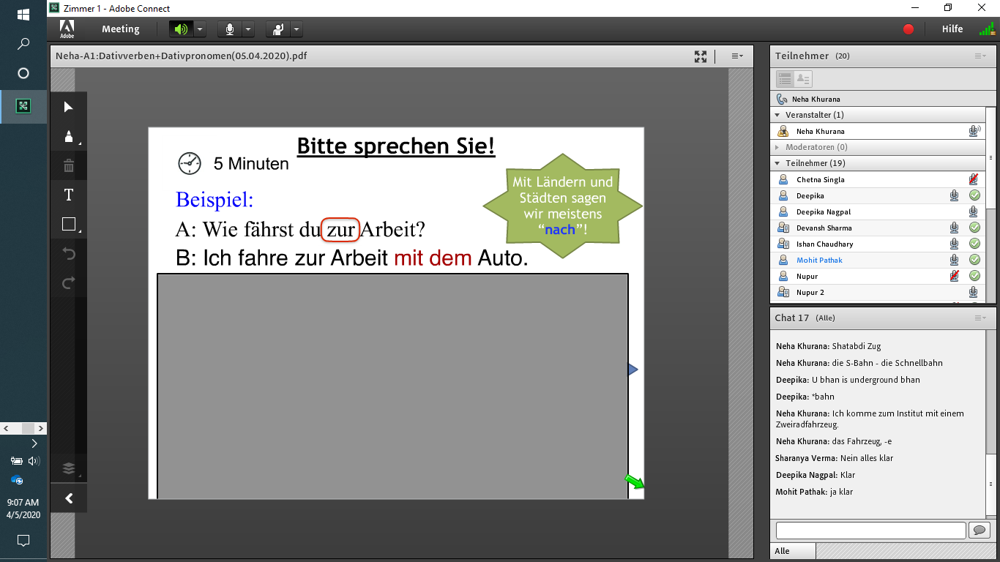 Zimmer 1 - Adobe Connect
Adobe
Meeting
Hilfe
Neha-A1:Dativverben+Dativpronomen(05.04.2020).pdf
T
Bitte sprechen Sie!
5 Minuten
Beispiel:
A: Wie fährst du zur Arbeit?
B: Ich fahre zur Arbeit mit dem Auto.
Mit Ländern und
Städten sagen
wir meistens
“nach”!
Teilnehmer (20)
Neha Khurana
Veranstalter (1)
Neha Khurana
Moderatoren (0)
Teilnehmer (19)
Chetna Singla
Deepika
Deepika Nagpal
Devansh Sharma
Ishan Chaudhary
Mohit Pathak
Nupur
Nupur 2
Chat 17 (Alle)
Neha Khurana: Shatabdi Zug
Neha Khurana: die S-Bahn - die Schnellbahn
Deepika: U bhan is underground bhan
Deepika: *bahn
Neha Khurana: Ich komme zum Institut mit einem
Zweiradfahrzeug.
Neha Khurana: das Fahrzeug, -e
Sharanya Verma: Nein alles klar
Deepika Nagpal: Klar
Mohit Pathak: ja klar
Alle
9:07 AM
4/5/2020